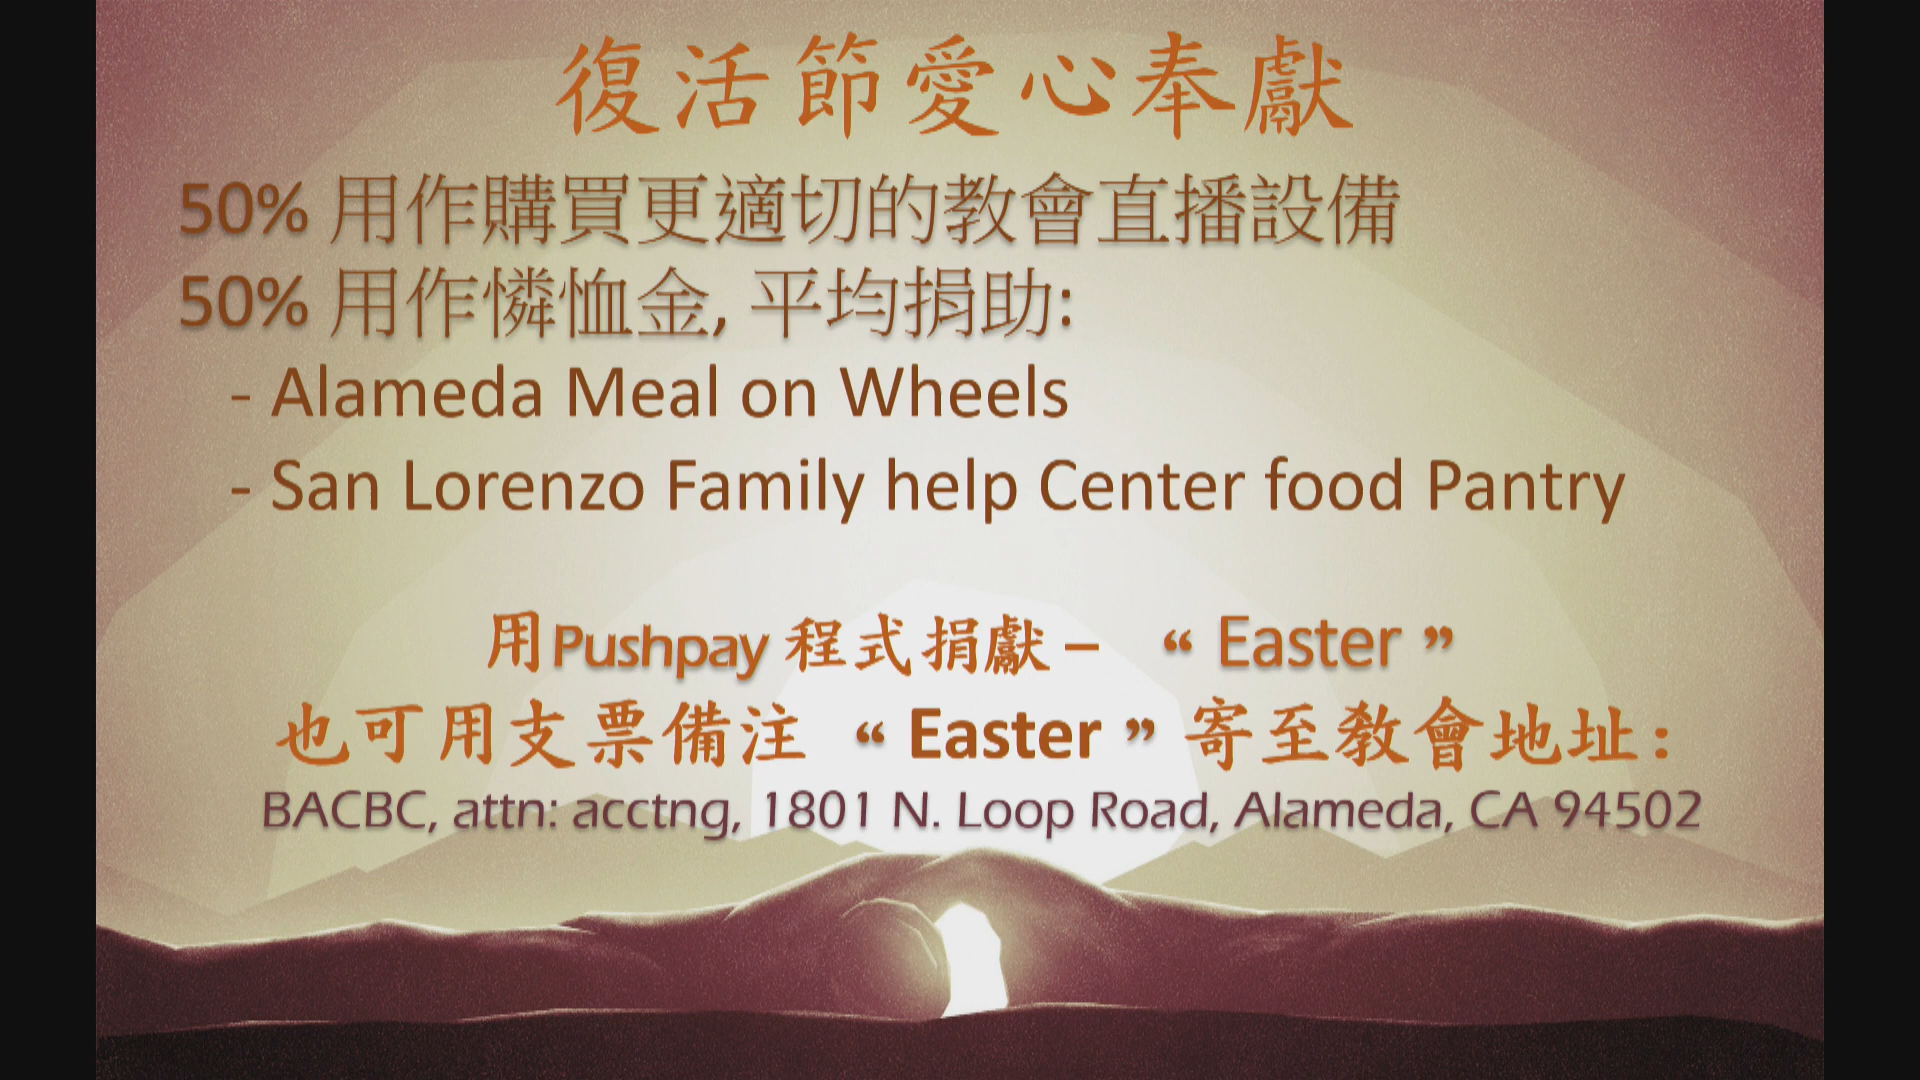 復活節愛心奉獻
50% 用作購買更適切的教會直播設備
50% 用作憐恤金, 平均捐助:
- Alameda Meal on Wheels
- San Lorenzo Family help Center food Pantry
用Pushpay 程式捐獻 – “ Easter ”
也可用支票備注 “ Easter ” 寄至教會地址:
BACBC, attn: acctng, 1801 N. Loop Road, Alameda, CA 94502